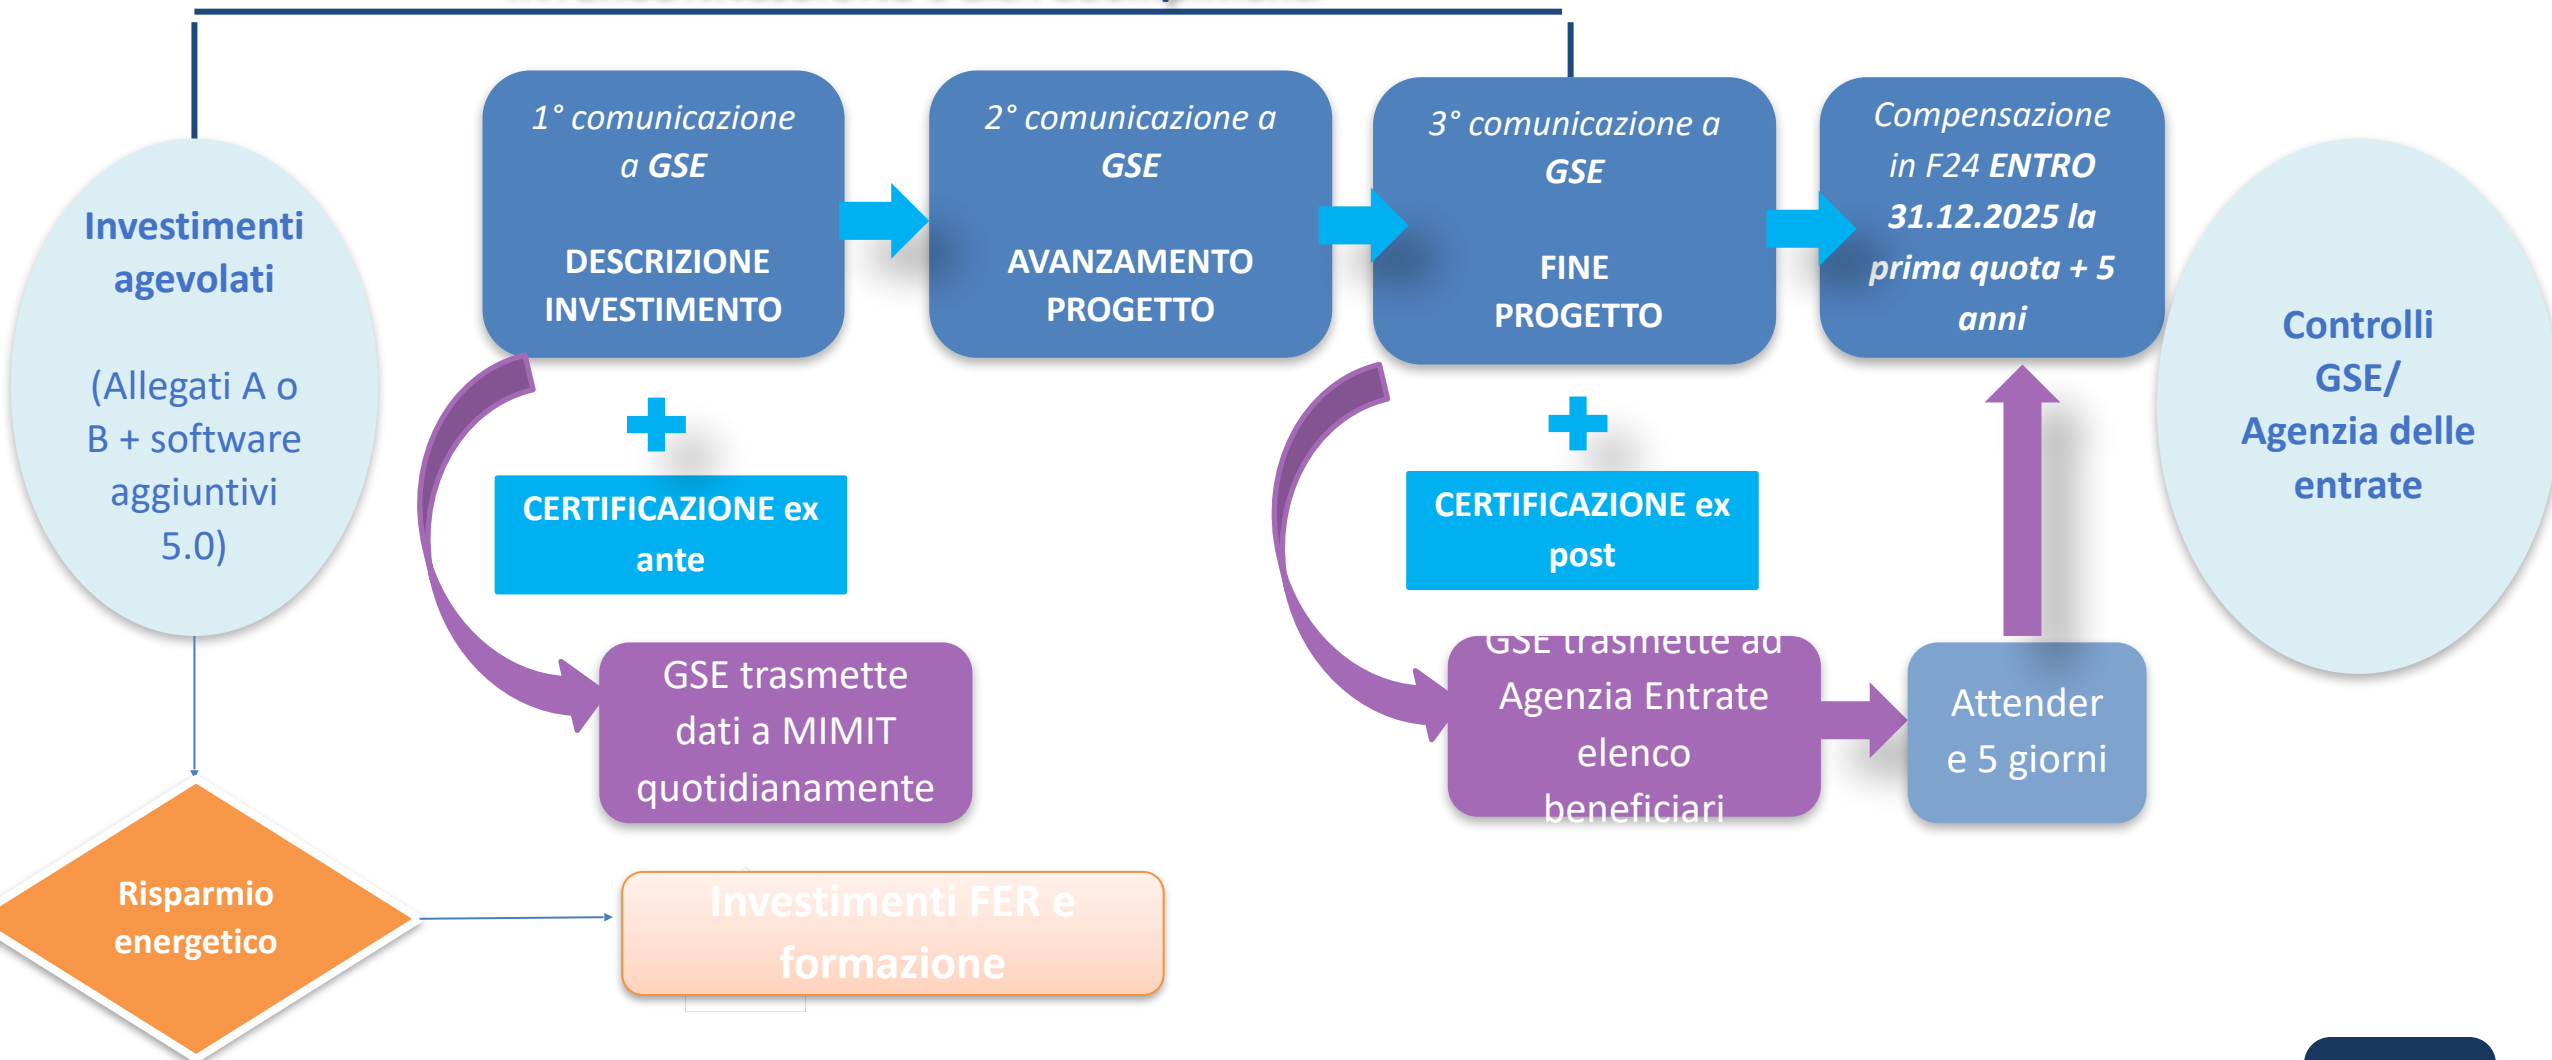 Investimenti
agevolati
(Allegati A o
B + software
aggiuntivi
5.0)
1° comunicazione
a GSE
DESCRIZIONE
INVESTIMENTO
2° comunicazione a
GSE
AVANZAMENTO
PROGETTO
3° comunicazione a
GSE
FINE
PROGETTO
Compensazione
in F24 ENTRO
31.12.2025 la
prima quota + 5
anni
Controlli
GSE/
Agenzia delle
entrate
CERTIFICAZIONE ex
ante
CERTIFICAZIONE ex
post
GSE trasmette
dati a MIMIT
quotidianamente
GSE trasmette ad
Agenzia Entrate
elenco
beneficiari
Attender
e 5 giorni
Risparmio
energetico
Investimenti FER e
formazione